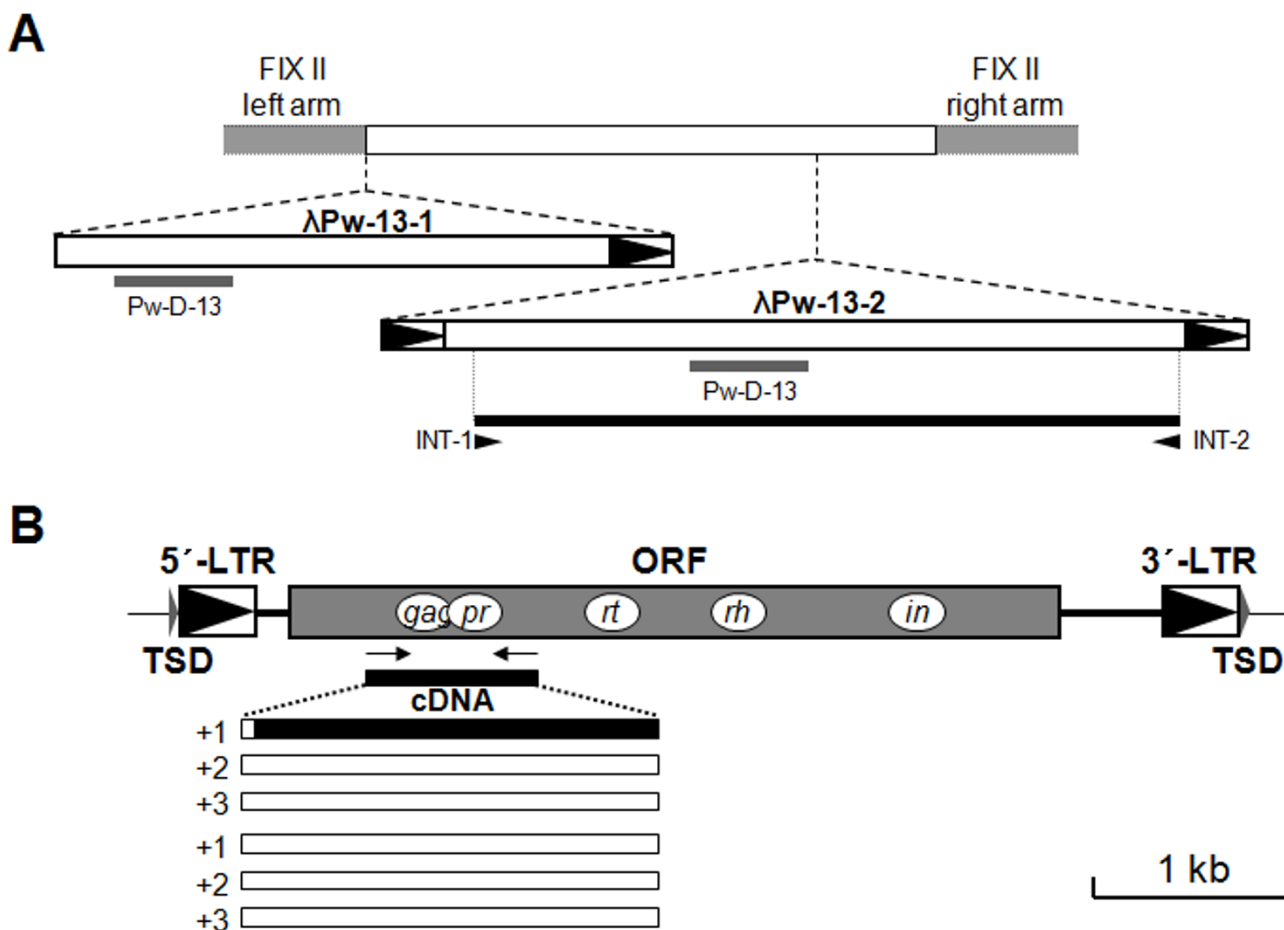 A
FIX II
left arm
FIX II
right arm
λPw-13-1
Pw-D-13
λPw-13-2
Pw-D-13
INT-1
INT-2
B
5´-LTR
ORF
3´-LTR
gag
pr
rt
rh
in
TSD
TSD
cDNA
+1
+2
+3
+1
+2
+3
1 kb